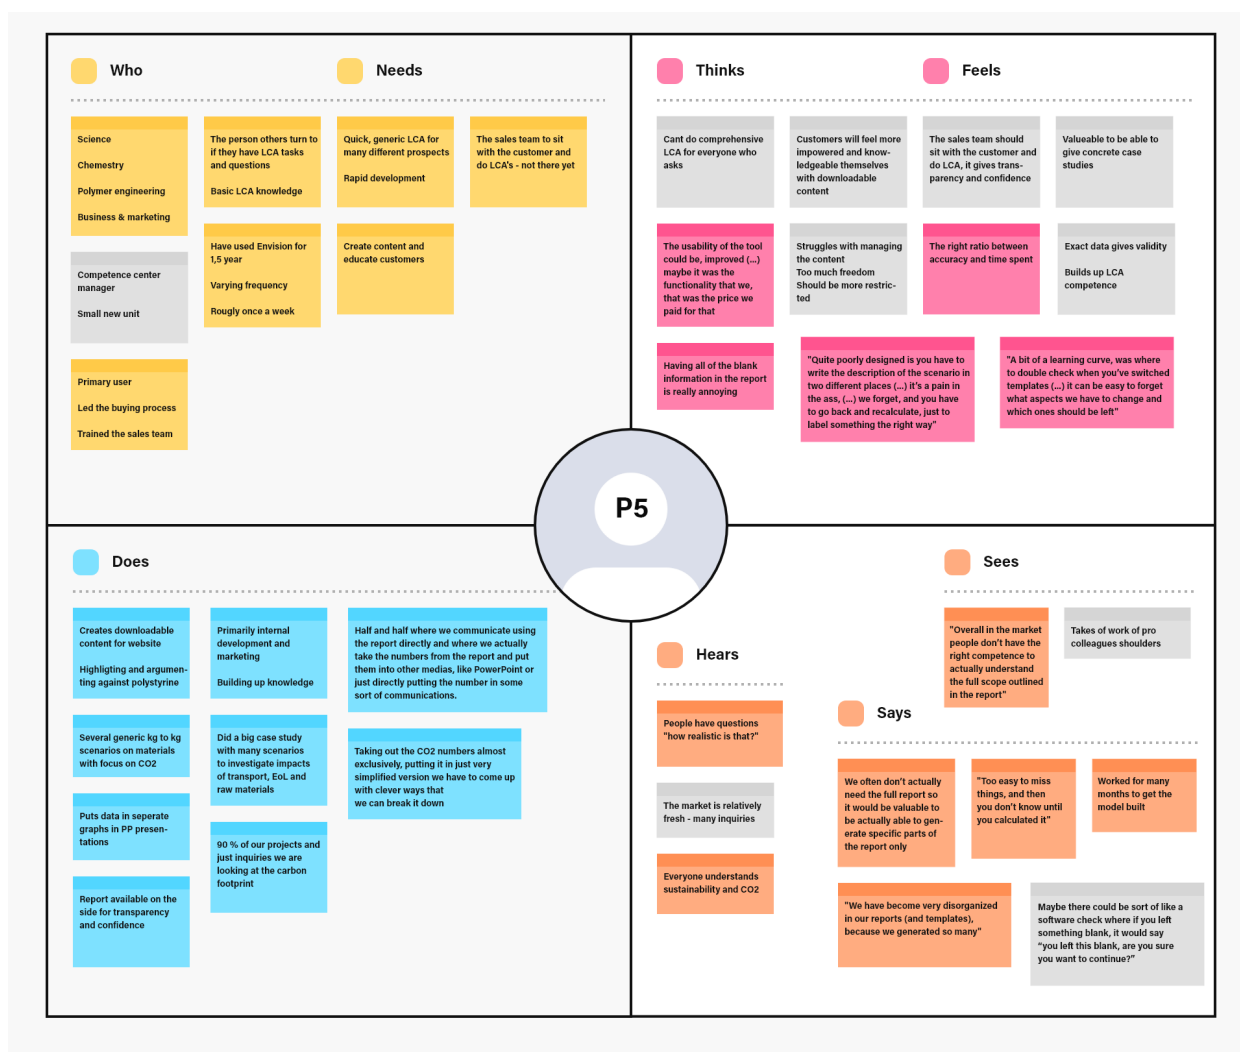 Who
Needs
Science
Chemestry
Polymer engineering
Business & marketing
The person others turn to
if they have LCA tasks
and questions
Basic LCA knowledge
Quick, generic LCA for
many different prospects
Rapid development
The sales team to sit
with the customer and
do LCA's - not there yet
Competence center
manager
Small new unit
Have used Envision for
1,5 year
Varying frequency
Rougly once a week
Create content and
educate customers
Primary user
Led the buying process
Trained the sales team
Thinks
Feels
Cant do comprehensive
LCA for everyone who
asks
Customers will feel more
impowered and know-
ledgeable themselves
with downloadable
content
The sales team should
sit with the customer and
do LCA, it gives trans-
parency and confidence
Valueable to be able to
give concrete case
studies
The usability of the tool
could be, improved (...)
maybe it was the
functionality that we,
that was the price we
paid for that
Struggles with managing
the content
Too much freedom
Should be more restric-
ted
The right ratio between
accuracy and time spent
Exact data gives validity
Builds up LCA
competence
Having all of the blank
information in the report
is really annoying
"Quite poorly designed is you have to
write the description of the scenario in
two different places (...) it's a pain in
the ass, (...) we forget, and you have
to go back and recalculate, just to
label something the right way"
"A bit of a learning curve, was where
to double check when you've switched
templates (...) it can be easy to forget
what aspects we have to change and
which ones should be left"
P5
Does
Creates downloadable
content for website
Highligting and argumen-
ting against polystyrine
Primarily internal
development and
marketing
Building up knowledge
Half and half where we communicate using
the report directly and where we actually
take the numbers from the report and put
them into other medias, like PowerPoint or
just directly putting the number in some
sort of communications.
Several generic kg to kg
scenarios on materials
with focus on CO2
Did a big case study
with many scenarios
to investigate impacts
of transport, EoL and
raw materials
Taking out the CO2 numbers almost
exclusively, putting it in just very
simplified version we have to come up
with clever ways that
we can break it down
Puts data in seperate
graphs in PP presen-
tations
90 % of our projects and
just inquiries we are
looking at the carbon
footprint
Report available on the
side for transparency
and confidence
Sees
"Overall in the market
people don't have the
right competence to
actually understand
the full scope outlined
in the report"
Takes of work of pro
colleagues shoulders
Hears
People have questions
"how realistic is that?"
The market is relatively
fresh - many inquiries
Everyone understands
sustainability and CO2
Says
We often don't actually
need the full report so
it would be valuable to
be actually able to gen-
erate specific parts of
the report only
"Too easy to miss
things, and then
you don't know until
you calculated it"
Worked for many
months to get the
model built
"We have become very disorganized
in our reports (and templates),
because we generated so many"
Maybe there could be sort of like a
software check where if you left
something blank, it would say
"you left this blank, are you sure
you want to continue?"